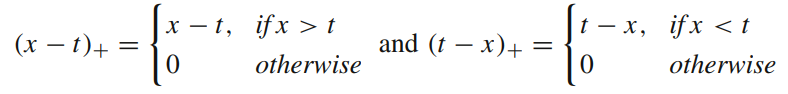 (x − t)+ = { x − t, if x > t and (t − x)+ = { t − x, if x < t
0 otherwise 0 otherwise